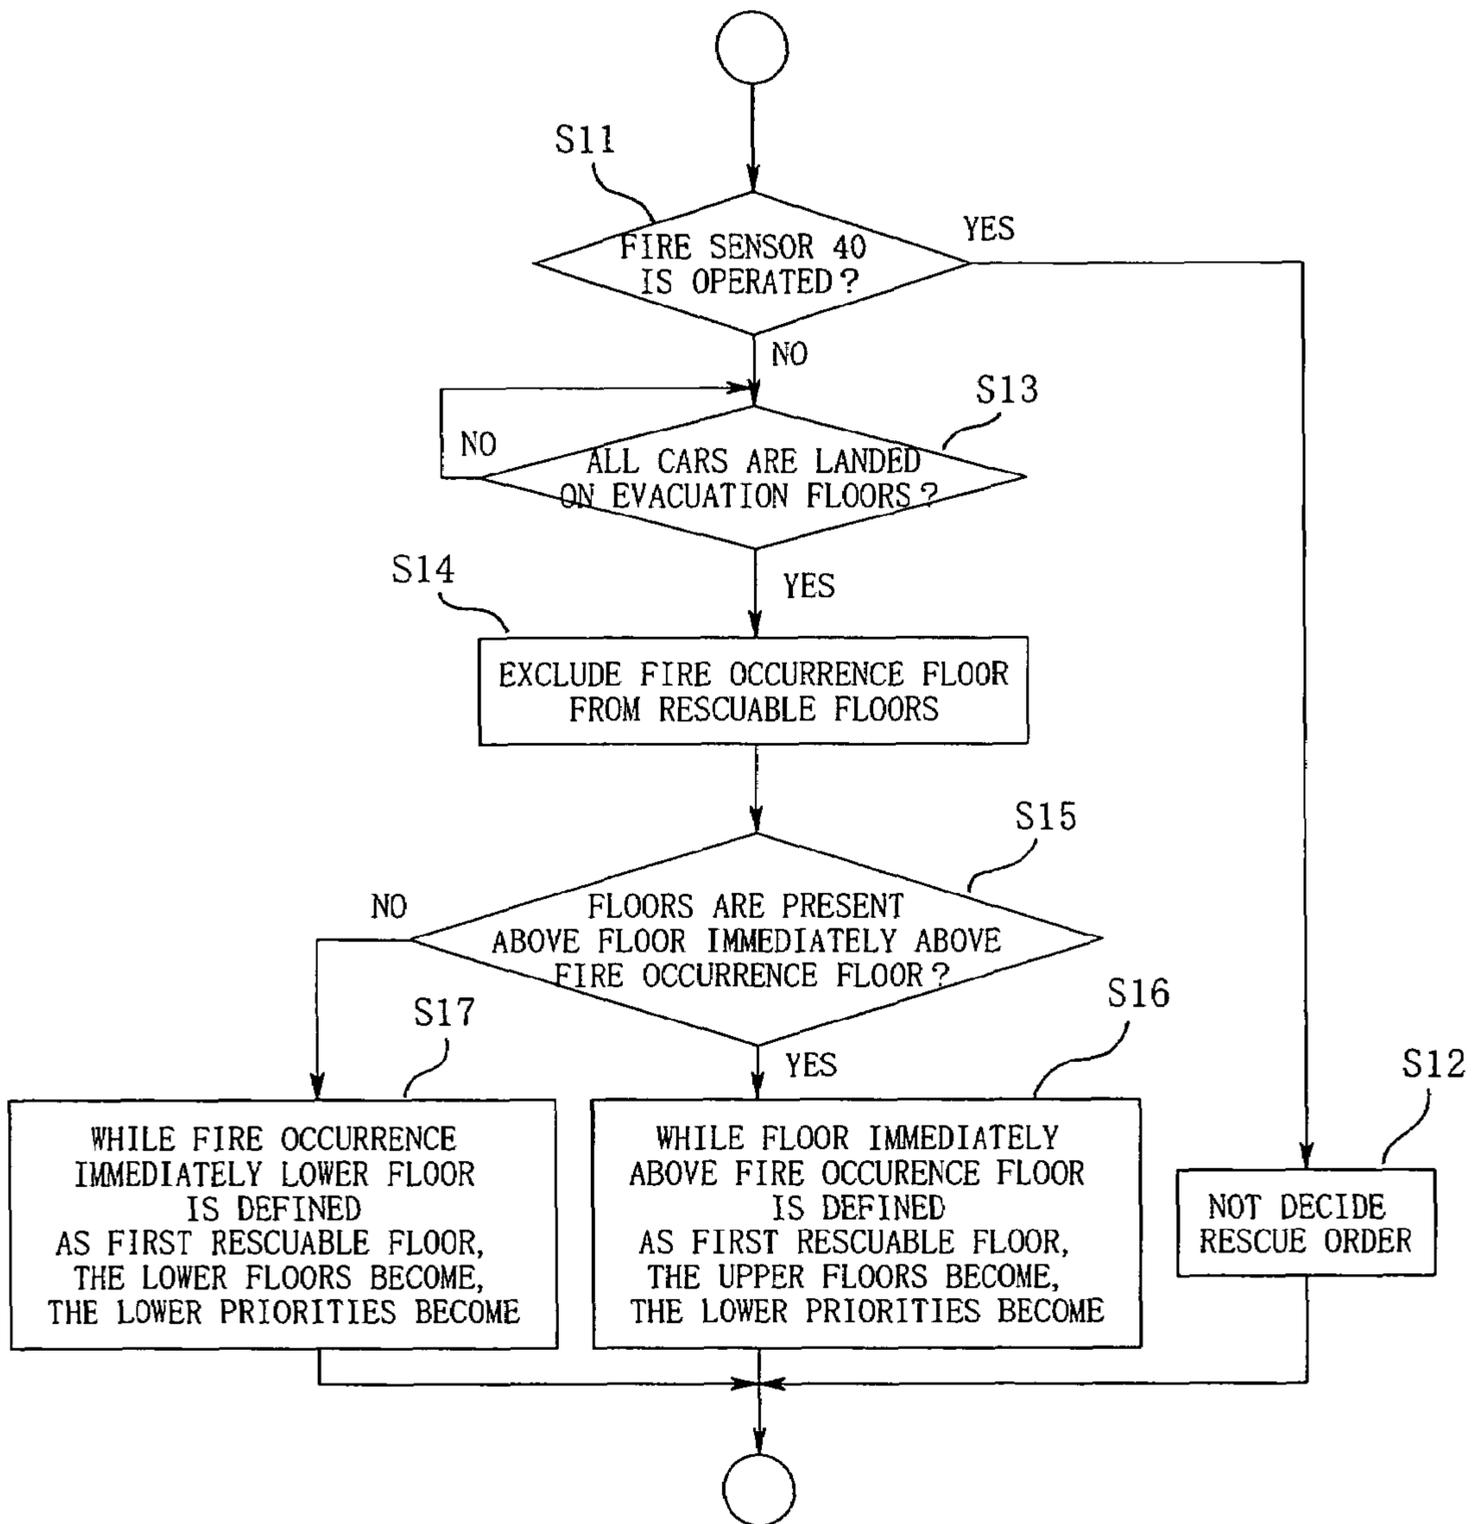 S11
FIRE SENSOR 40
IS OPERATED?
YES
NO
S13
NO
ALL CARS ARE LANDED
ON EVACUATION FLOORS?
S14
YES
EXCLUDE FIRE OCCURRENCE FLOOR
FROM RESCUABLE FLOORS
S15
NO
FLOORS ARE PRESENT
ABOVE FLOOR IMMEDIATELY ABOVE
FIRE OCCURRENCE FLOOR?
S17
YES
S16
S12
WHILE FIRE OCCURRENCE
IMMEDIATELY LOWER FLOOR
IS DEFINED
AS FIRST RESCUABLE FLOOR,
THE LOWER FLOORS BECOME,
THE LOWER PRIORITIES BECOME
WHILE FLOOR IMMEDIATELY
ABOVE FIRE OCCURENCE FLOOR
IS DEFINED
AS FIRST RESCUABLE FLOOR,
THE UPPER FLOORS BECOME,
THE LOWER PRIORITIES BECOME
NOT DECIDE
RESCUE ORDER